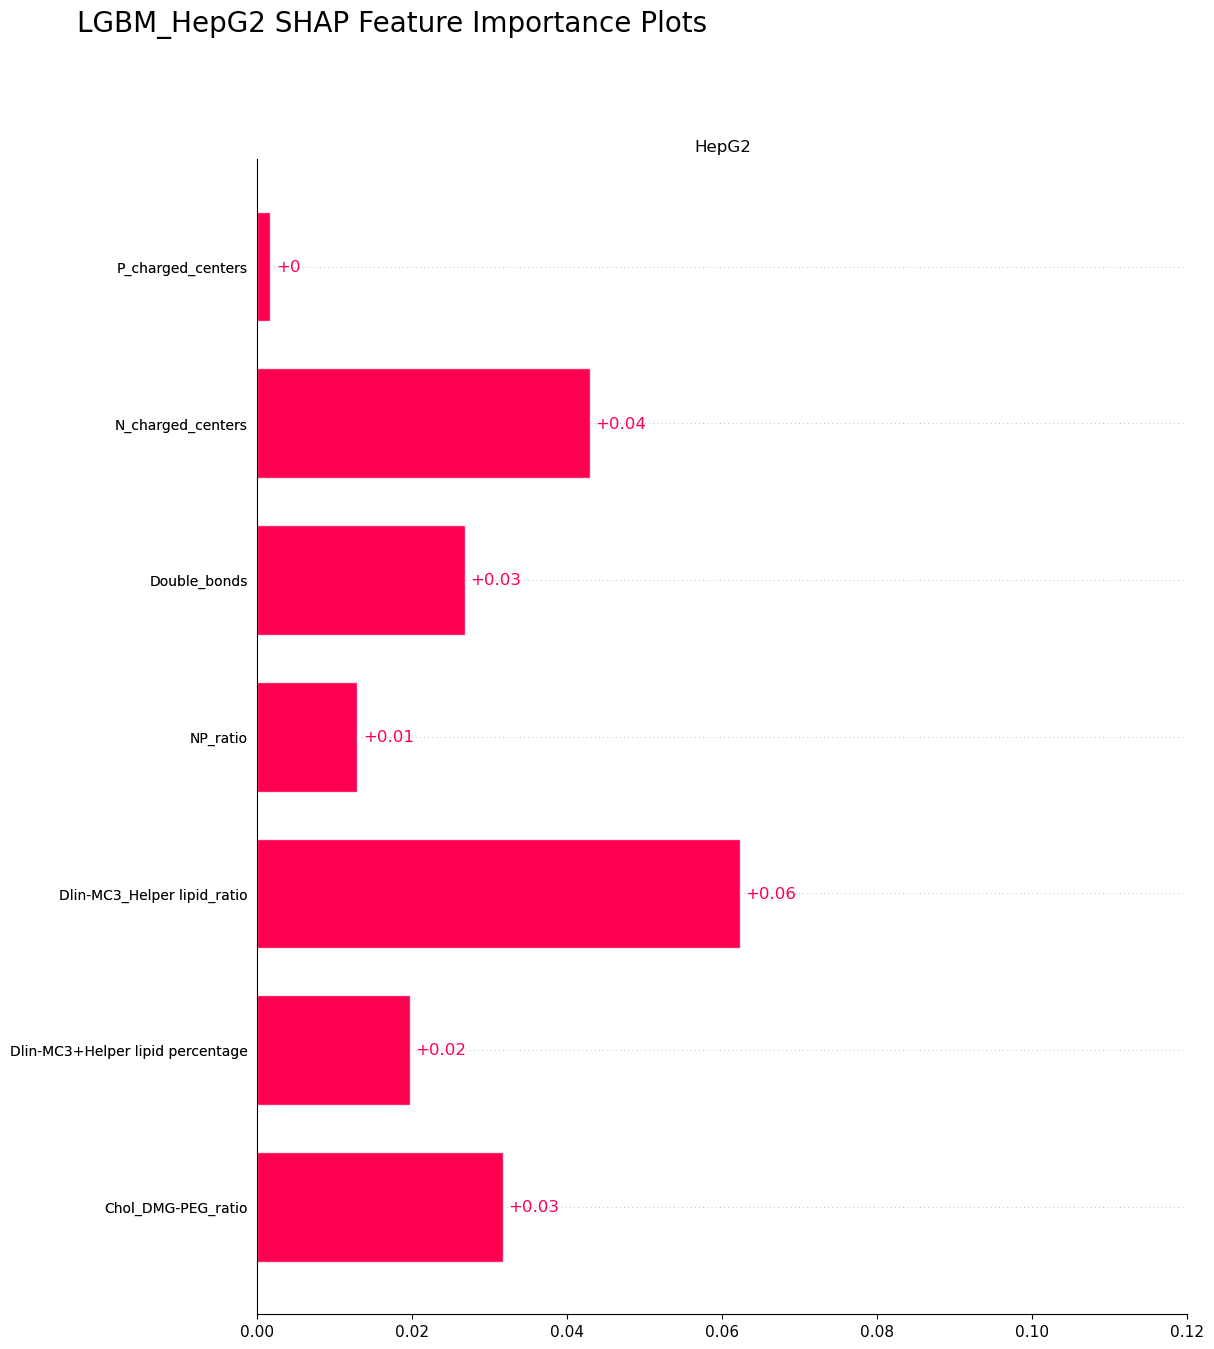 LGBM_HepG2 SHAP Feature Importance Plots
HepG2
P_charged_centers
+0
N_charged_centers
+0.04
Double_bonds
+0.03
NP_ratio
+0.01
Dlin-MC3_Helper lipid_ratio
+0.06
Dlin-MC3+Helper lipid percentage
+0.02
Chol_DMG-PEG_ratio
+0.03
0.00 0.02 0.04 0.06 0.08 0.10 0.12